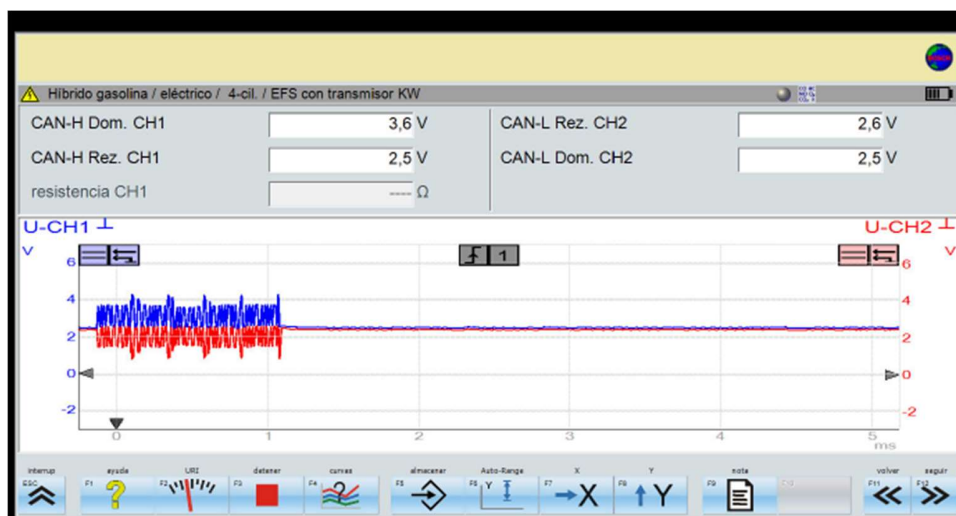 Híbrido gasolina / eléctrico / 4-cil. / EFS con transmisor KW
CAN-H Dom. CH1 3,6 V CAN-L Rez. CH2 2,6 V
CAN-H Rez. CH1 2,5 V CAN-L Dom. CH2 2,5 V
resistencia CH1 ---- Ω
U-CH1 U-CH2
V V
1
6 6
4 4
2 2
0 0
-2 -2
0 1 2 3 4 5
ms
interrup ayuda URI detener curvas almacenar Auto-Range X Y nota volver seguir
ESC F1 F2 F3 F4 F5 F6 F7 F8 F9 F10 F11 F12
? Y X Y